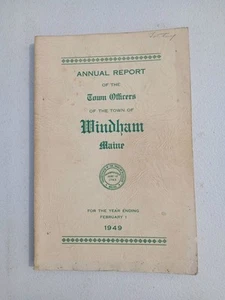 ANNUAL REPORT
OF THE
Town Officers
OF THE TOWN OF
Windham
Maine
FOR THE YEAR ENDING
FEBRUARY 1
1949